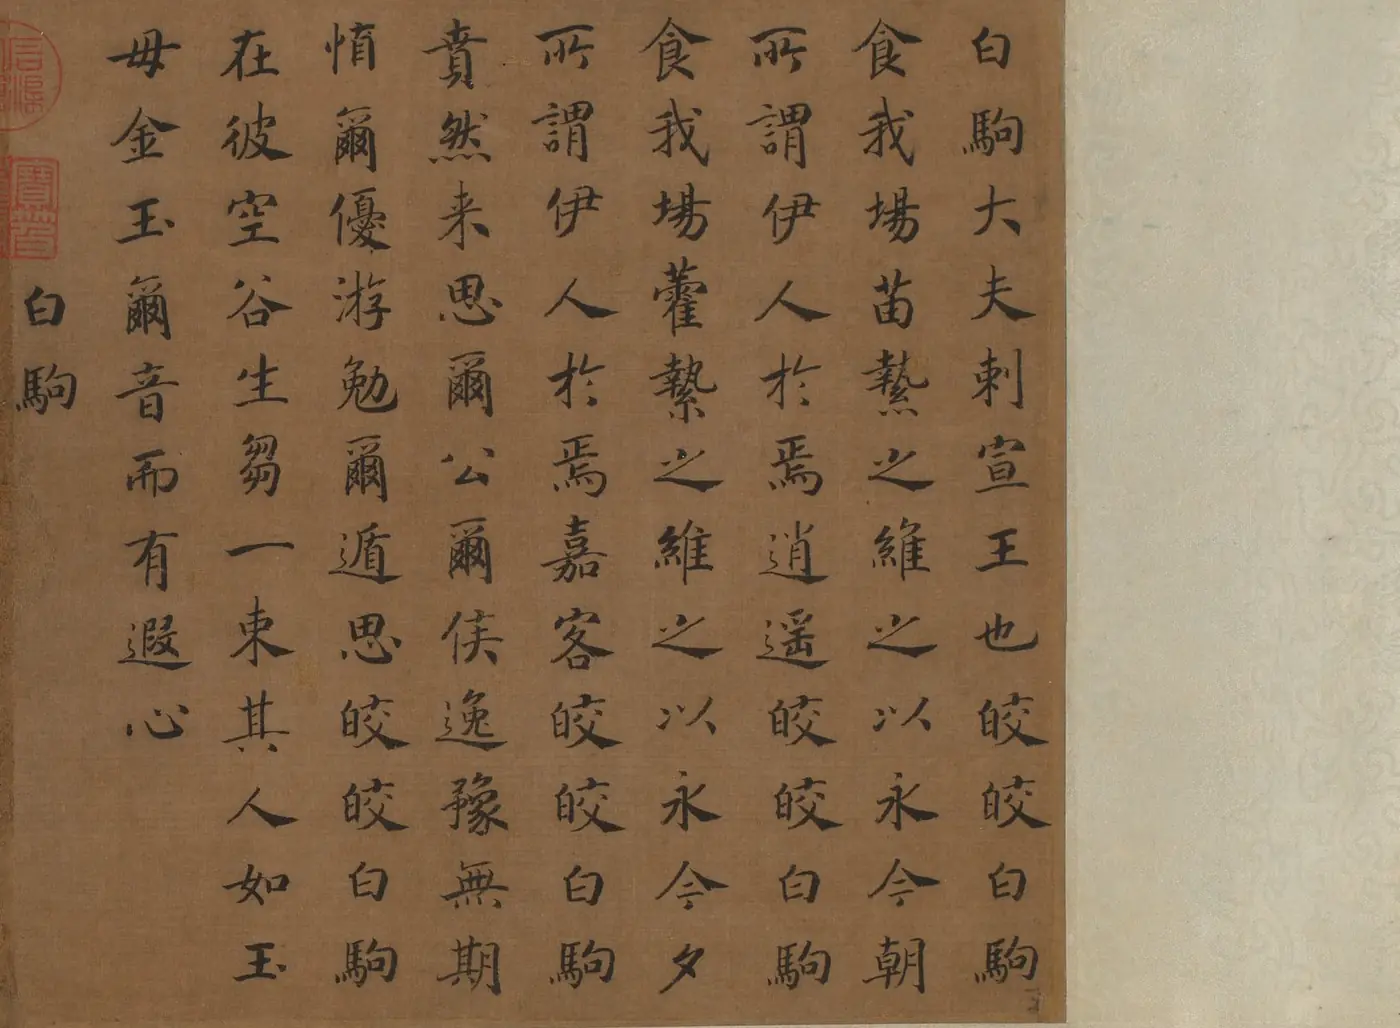 白駒大夫刺宣王也皎皎白駒
食我場苗縶之維之以永今朝
所謂伊人於焉逍遥皎皎白駒
食我場藿縶之維之以永今夕
所謂伊人於焉嘉客皎皎白駒
賁然来思爾公爾侯逸豫無期
慎爾優游勉爾遁思皎皎白駒
在彼空谷生芻一束其人如玉
毋金玉爾音而有遐心
白駒